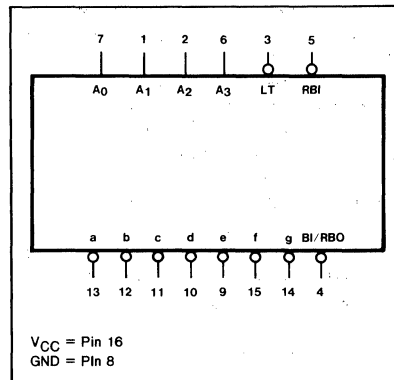 7 1 2 6 3 5
A0 A1 A2 A3 LT RBI
a b c d e f g BI/RBO
13 12 11 10 9 15 14 4
VCC = Pin 16
GND = Pin 8